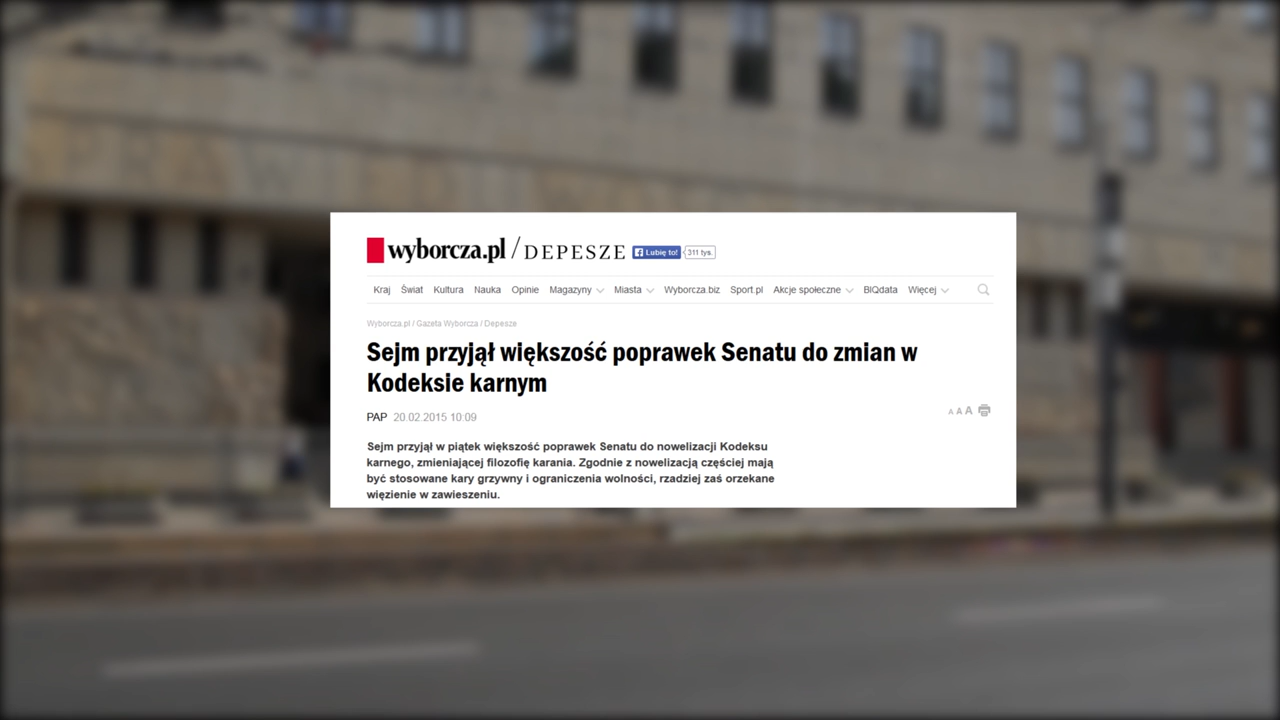 wyborcza.pl / DEPESZE Lubię to! 311 tys.
Kraj Świat Kultura Nauka Opinie Magazyny Miasta Wyborcza.biz Sport.pl Akcje społeczne BIQdata Więcej
Wyborcza.pl / Gazeta Wyborcza / Depesze
Sejm przyjął większość poprawek Senatu do zmian w
Kodeksie karnym
PAP 20.02.2015 10:09 A A A
Sejm przyjął w piątek większość poprawek Senatu do nowelizacji Kodeksu
karnego, zmieniającej filozofię karania. Zgodnie z nowelizacją częściej mają
być stosowane kary grzywny i ograniczenia wolności, rzadziej zaś orzekane
więzienie w zawieszeniu.